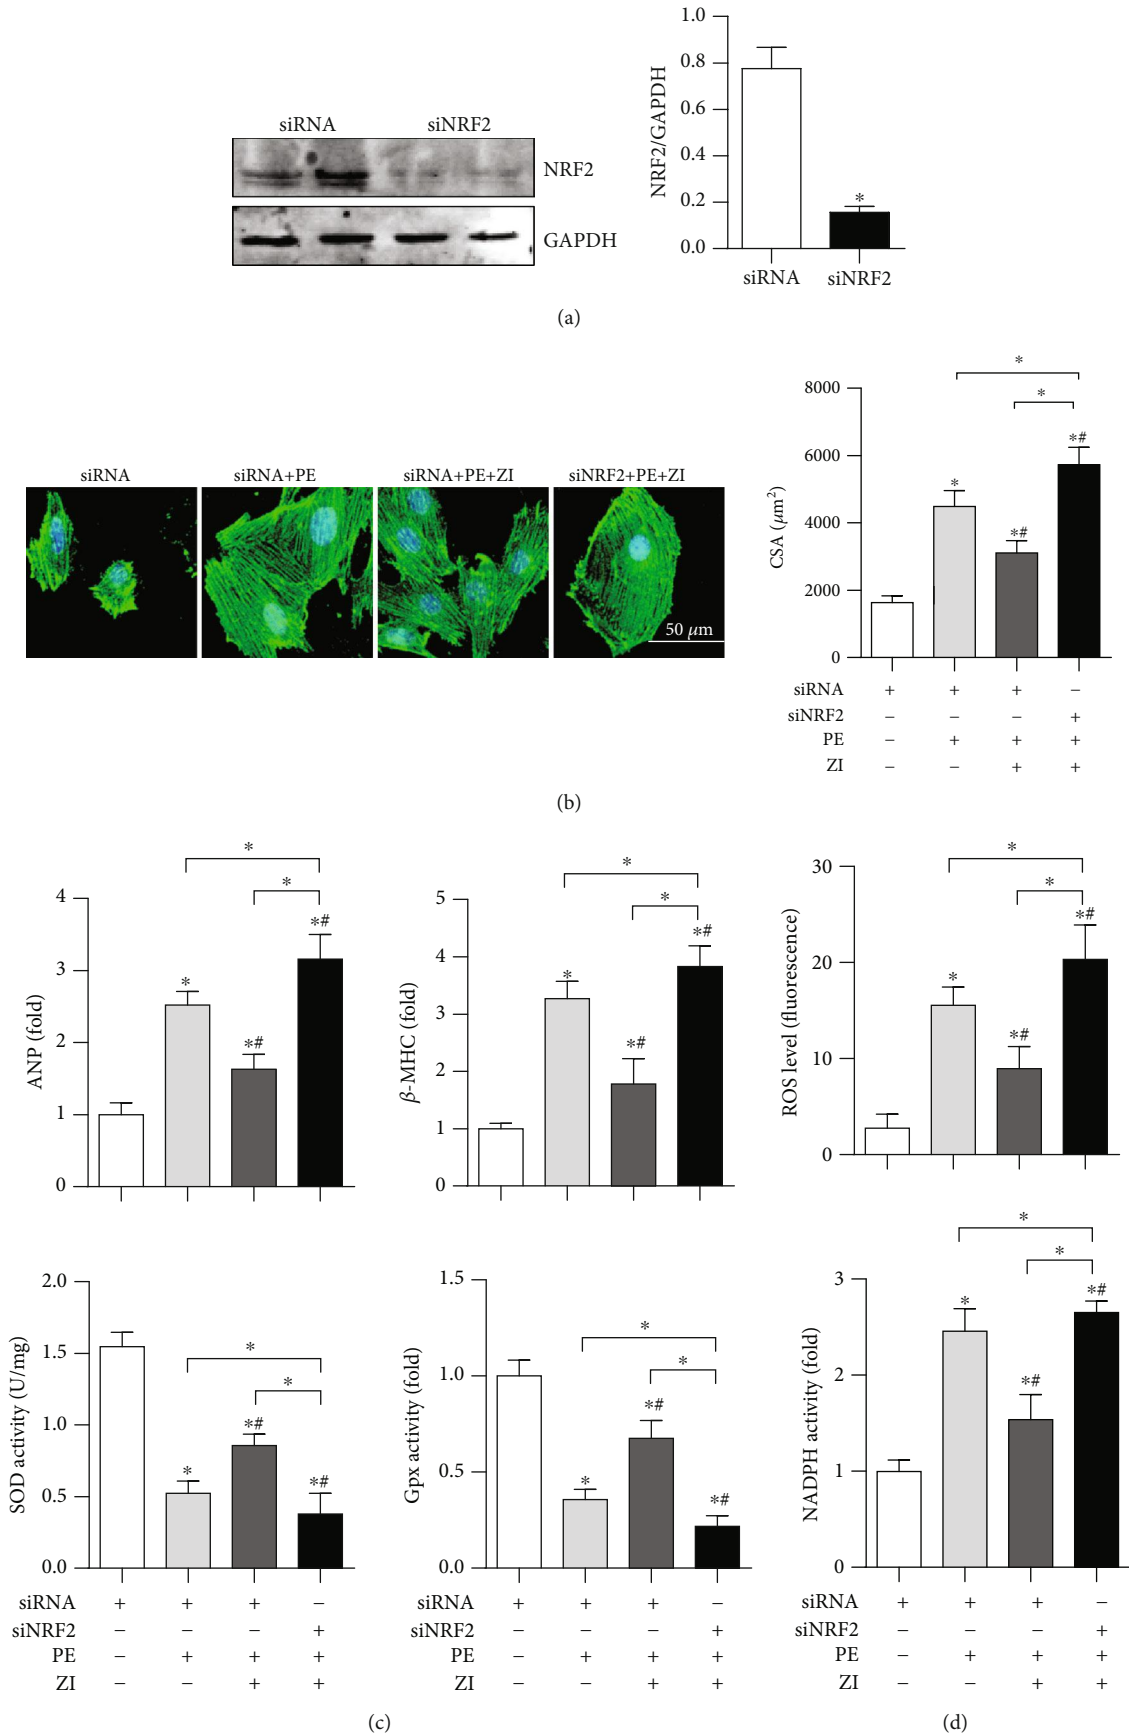 siRNA siNRF2
NRF2
GAPDH
NRF2/GAPDH
1.0
0.8
0.6
0.4
0.2
0.0
*
siRNA siNRF2
(a)
siRNA siRNA+PE siRNA+PE+ZI siNRF2+PE+ZI
50 μm
CSA (μm²)
8000
6000
4000
2000
0
*
*
* *# *#
siRNA + + + −
siNRF2 − − − +
PE − + + +
ZI − − + +
(b)
ANP (fold)
4
3
2
1
0
*
*
* *# *#
β-MHC (fold)
5
4
3
2
1
0
*
*
* *# *#
ROS level (fluorescence)
30
20
10
0
*
*
* *# *#
SOD activity (U/mg)
2.0
1.5
1.0
0.5
0.0
*
*
* *# *#
siRNA + + + −
siNRF2 − − − +
PE − + + +
ZI − − + +
Gpx activity (fold)
1.5
1.0
0.5
0.0
*
*
* *# *#
siRNA + + + −
siNRF2 − − − +
PE − + + +
ZI − − + +
(c)
NADPH activity (fold)
3
2
1
0
*
*
* *# *#
siRNA + + + −
siNRF2 − − − +
PE − + + +
ZI − − + +
(d)